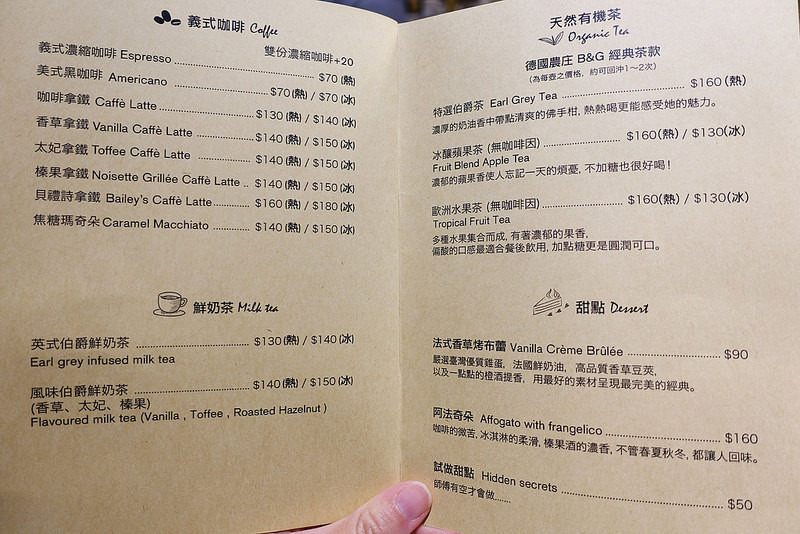 義式咖啡 Coffee
雙份濃縮咖啡+20
義式濃縮咖啡 Espresso $70 (熱)
美式黑咖啡 Americano $70(熱) / $70 (冰)
咖啡拿鐵 Caffè Latte $130(熱) / $140 (冰)
香草拿鐵 Vanilla Caffè Latte $140(熱) / $150 (冰)
太妃拿鐵 Toffee Caffè Latte $140(熱) / $150 (冰)
榛果拿鐵 Noisette Grillée Caffè Latte .. $140(熱) / $150 (冰)
貝禮詩拿鐵 Bailey's Caffè Latte $160(熱) / $180 (冰)
焦糖瑪奇朵 Caramel Macchiato $140(熱) / $150 (冰)
鮮奶茶 Milk tea
英式伯爵鮮奶茶 $130(熱) / $140 (冰)
Earl grey infused milk tea
風味伯爵鮮奶茶 $140(熱) / $150 (冰)
(香草、太妃、榛果)
Flavoured milk tea (Vanilla , Toffee , Roasted Hazelnut )
天然有機茶
Organic Tea
德國農庄 B&G 經典茶款
(為每壺之價格，約可回沖1～2次)
特選伯爵茶 Earl Grey Tea $160 (熱)
濃厚的奶油香中帶點清爽的佛手柑, 熱熱喝更能感受她的魅力。
冰釀蘋果茶 (無咖啡因) $160(熱) / $130(冰)
Fruit Blend Apple Tea
濃郁的蘋果香使人忘記一天的煩憂, 不加糖也很好喝！
歐洲水果茶 (無咖啡因) $160(熱) / $130(冰)
Tropical Fruit Tea
多種水果集合而成, 有著濃郁的果香,
偏酸的口感最適合餐後飲用, 加點糖更是圓潤可口。
甜點 Dessert
法式香草烤布蕾 Vanilla Crème Brûlée $90
嚴選臺灣優質雞蛋, 法國鮮奶油, 高品質香草豆莢,
以及一點點的橙酒提香, 用最好的素材呈現最完美的經典。
阿法奇朵 Affogato with frangelico $160
咖啡的微苦, 冰淇淋的柔滑, 榛果酒的濃香, 不管春夏秋冬, 都讓人回味。
試做甜點 Hidden secrets $50
師傅有空才會做......